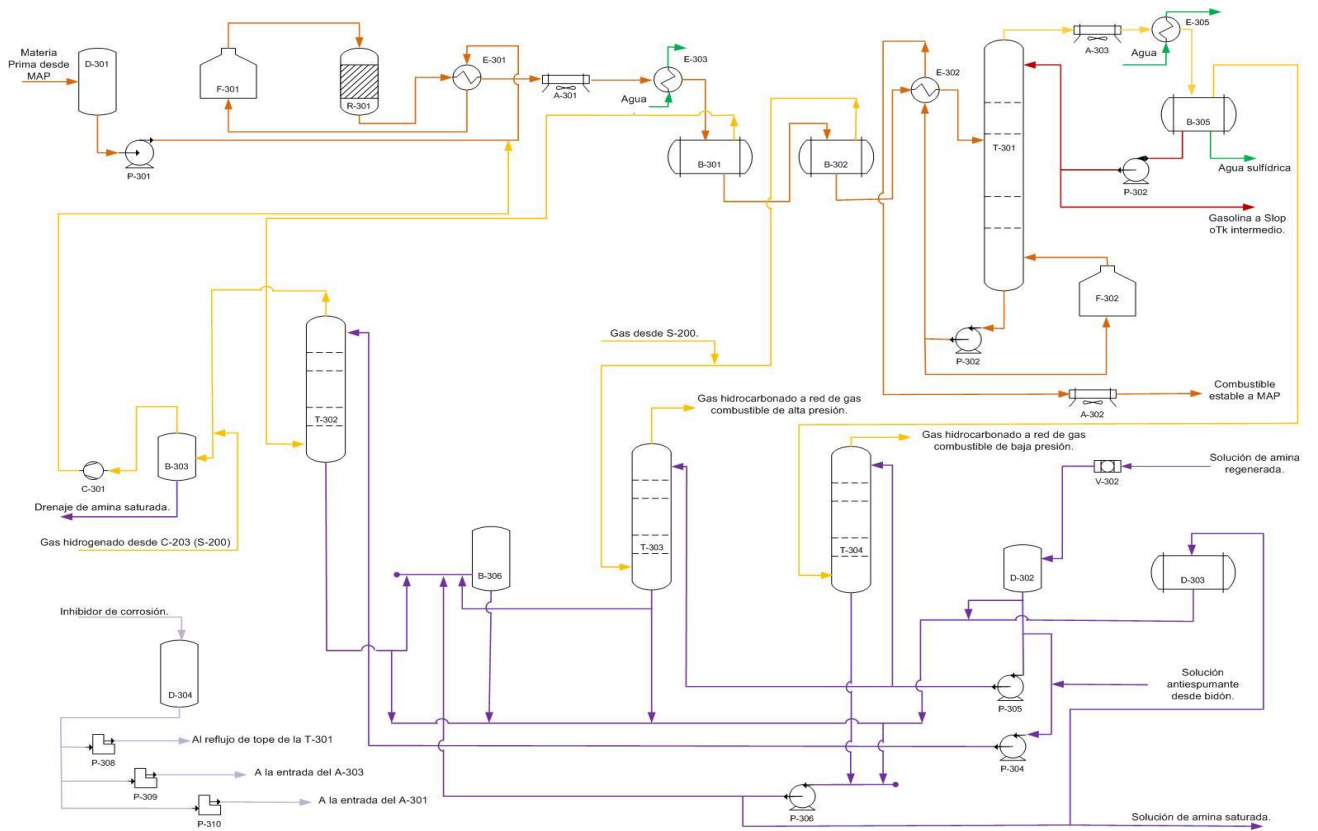 Materia
Prima desde
MAP
D-301
F-301
R-301
E-301
A-301
E-303
Agua
P-301
B-301
B-302
E-302
T-301
A-303
E-305
Agua
B-305
P-302
Agua sulfídrica
Gasolina a Slop
oTk intermedio.
F-302
P-302
A-302
Combustible
estable a MAP
Gas desde S-200.
T-302
Gas hidrocarbonado a red de gas
combustible de alta presión.
Gas hidrocarbonado a red de gas
combustible de baja presión.
B-303
C-301
Drenaje de amina saturada.
Gas hidrogenado desde C-203 (S-200)
V-302
Solución de amina
regenerada.
B-306
T-303
T-304
D-302
D-303
Inhibidor de corrosión.
D-304
P-305
Solución
antiespumante
desde bidón.
P-304
P-308
Al reflujo de tope de la T-301
P-309
A la entrada del A-303
P-310
A la entrada del A-301
P-306
Solución de amina saturada.